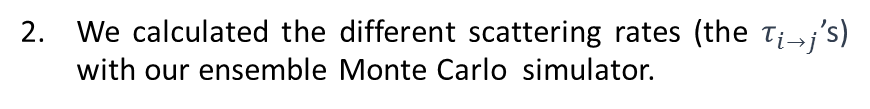 2. We calculated the different scattering rates (the τᵢ→ⱼ's)
with our ensemble Monte Carlo simulator.